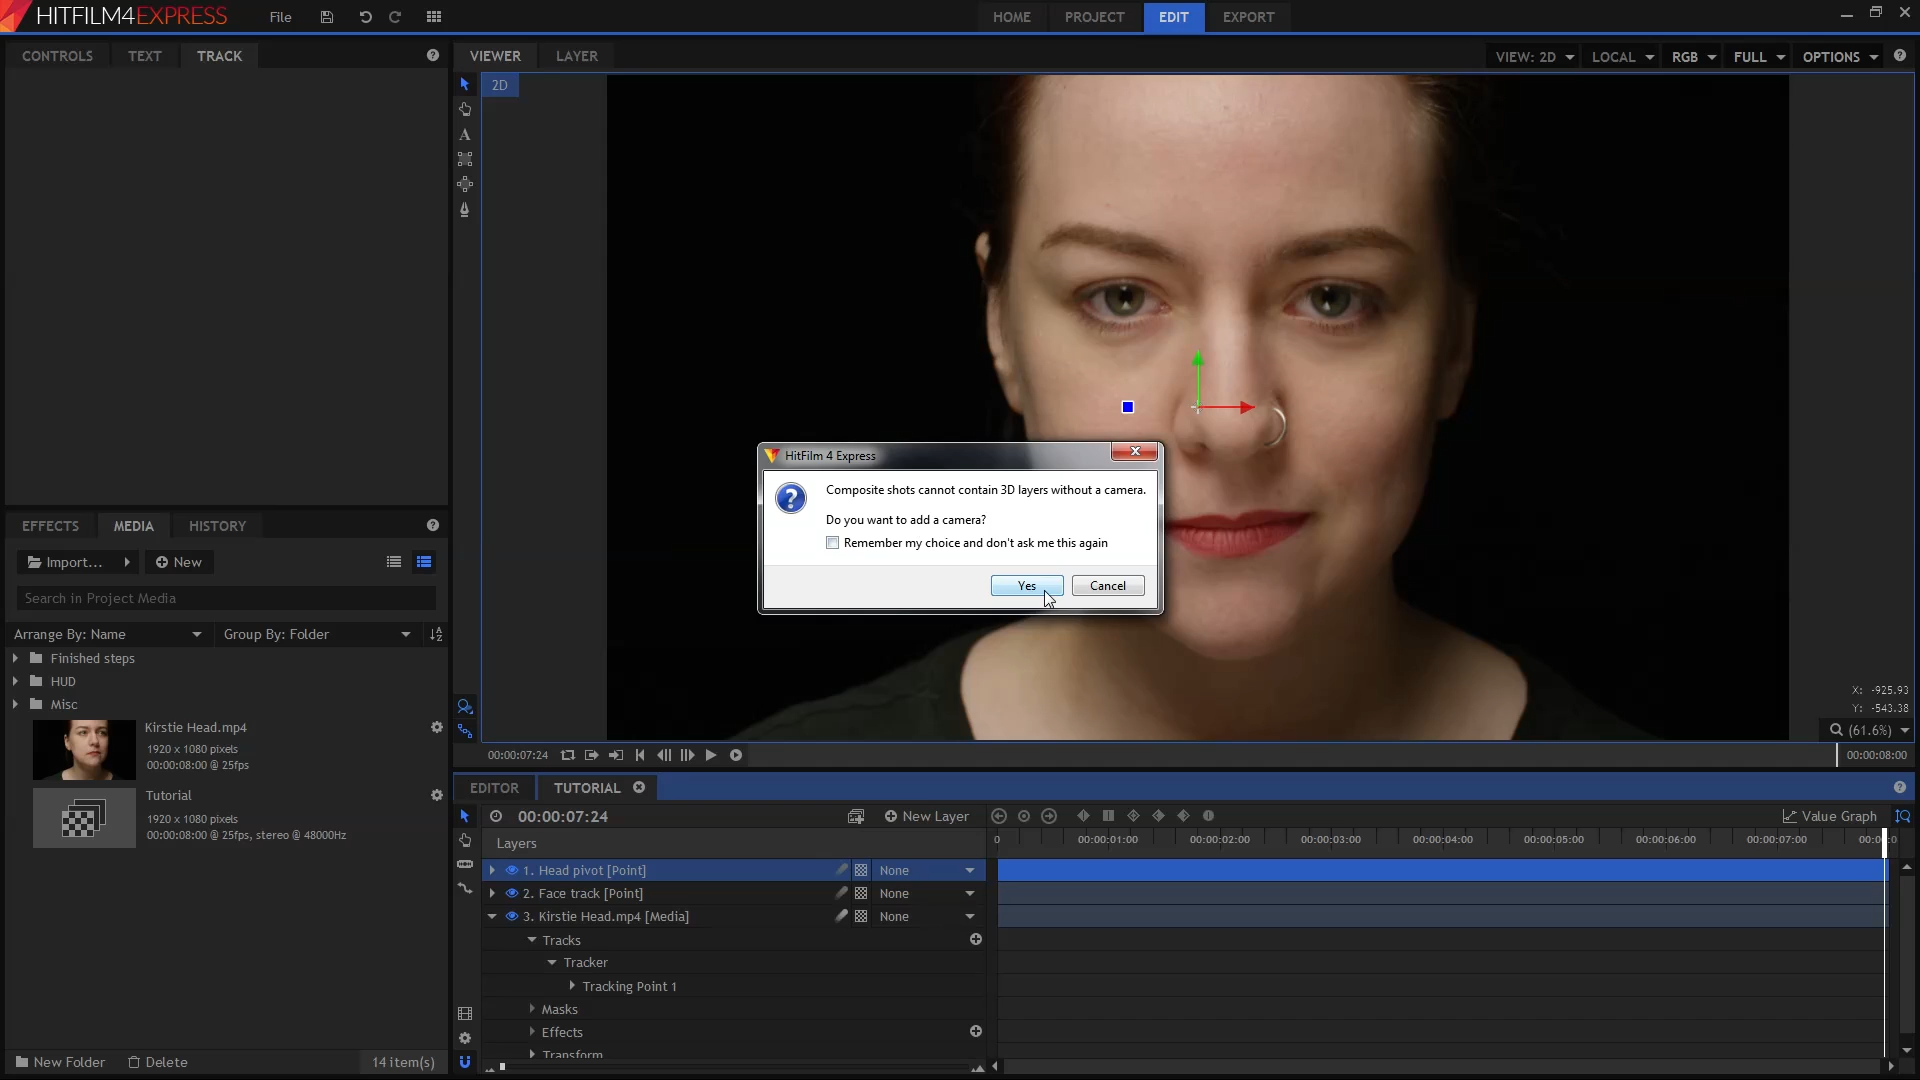 HITFILM4EXPRESS File HOME PROJECT EDIT EXPORT
CONTROLS TEXT TRACK
VIEWER LAYER VIEW: 2D LOCAL RGB FULL OPTIONS
2D
A
HitFilm 4 Express
Composite shots cannot contain 3D layers without a camera.
Do you want to add a camera?
Remember my choice and don't ask me this again
Yes Cancel
X: -925.93
Y: -543.38
(61.6%)
00:00:07:24 00:00:08:00
EFFECTS MEDIA HISTORY
Import... New
Search in Project Media
Arrange By: Name Group By: Folder
Finished steps
HUD
Misc
Kirstie Head.mp4
1920 x 1080 pixels
00:00:08:00 @ 25fps
Tutorial
1920 x 1080 pixels
00:00:08:00 @ 25fps, stereo @ 48000Hz
New Folder Delete 14 item(s)
EDITOR TUTORIAL
00:00:07:24 New Layer Value Graph
Layers 0 00:00:01:00 00:00:02:00 00:00:03:00 00:00:04:00 00:00:05:00 00:00:06:00 00:00:07:00 00:00:0
1. Head pivot [Point] None
2. Face track [Point] None
3. Kirstie Head.mp4 [Media] None
Tracks
Tracker
Tracking Point 1
Masks
Effects
Transform